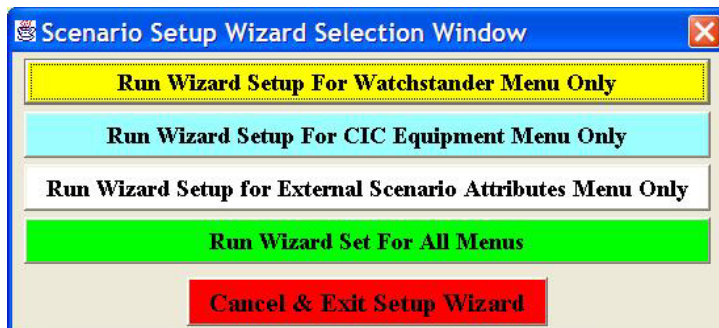 Scenario Setup Wizard Selection Window
Run Wizard Setup For Watchstander Menu Only
Run Wizard Setup For CIC Equipment Menu Only
Run Wizard Setup for External Scenario Attributes Menu Only
Run Wizard Set For All Menus
Cancel & Exit Setup Wizard